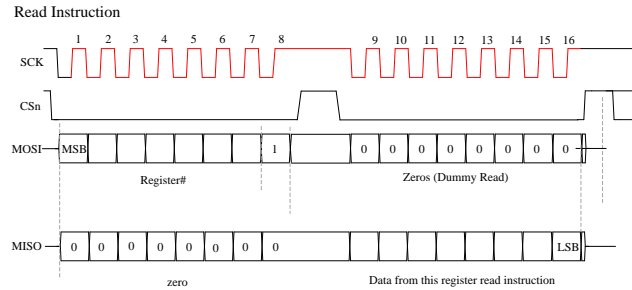 Read Instruction
1 2 3 4 5 6 7 8 9 10 11 12 13 14 15 16
SCK
CSn
MOSI MSB 1 0 0 0 0 0 0 0 0
Register# Zeros (Dummy Read)
MISO 0 0 0 0 0 0 0 0 LSB
zero Data from this register read instruction